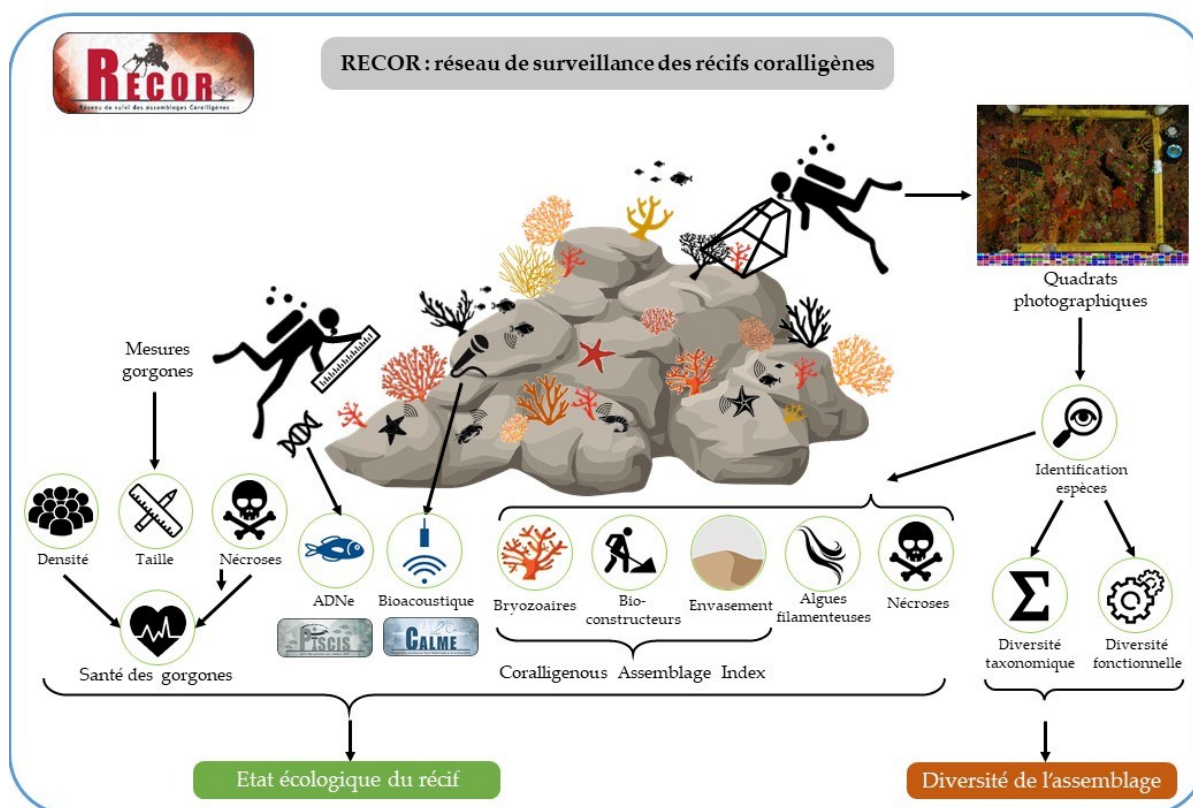 RECOR
Réseau de suivi des assemblages Coralligènes
RECOR : réseau de surveillance des récifs coralligènes
Quadrats
photographiques
Mesures
gorgones
Identification
espèces
Densité
Taille
Nécroses
ADNe
Bioacoustique
Bryozoaires
Bio-
constructeurs
Envasement
Algues
filamenteuses
Nécroses
Diversité
taxonomique
Diversité
fonctionnelle
PISCIS
CALME
Santé des gorgones
Coralligenous Assemblage Index
Etat écologique du récif
Diversité de l'assemblage